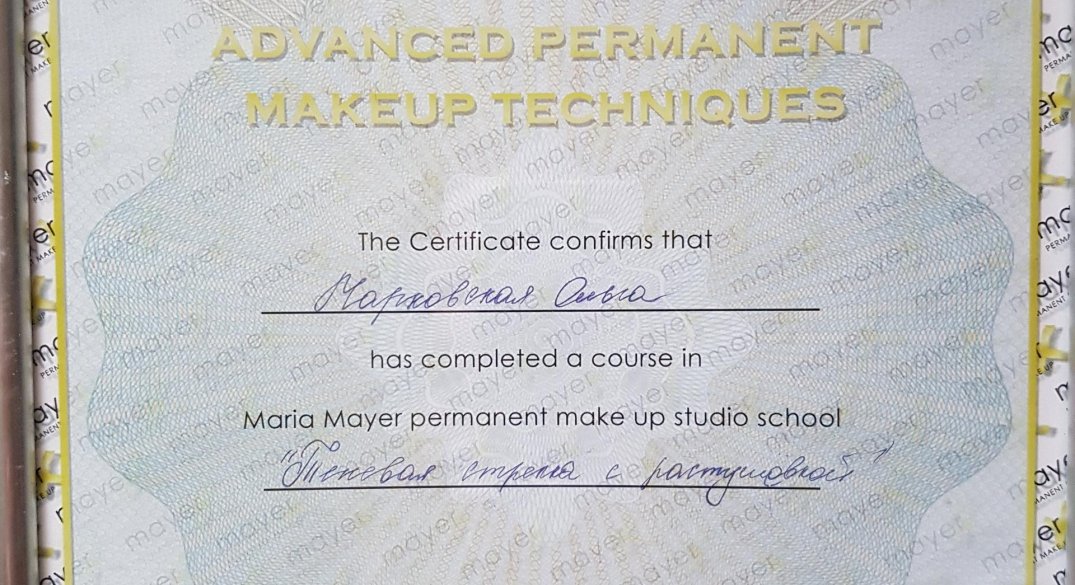 ADVANCED PERMANENT
MAKEUP TECHNIQUES
The Certificate confirms that
Марковская Ольга
has completed a course in
Maria Mayer permanent make up studio school
"Теневая стрелка с растушовкой"